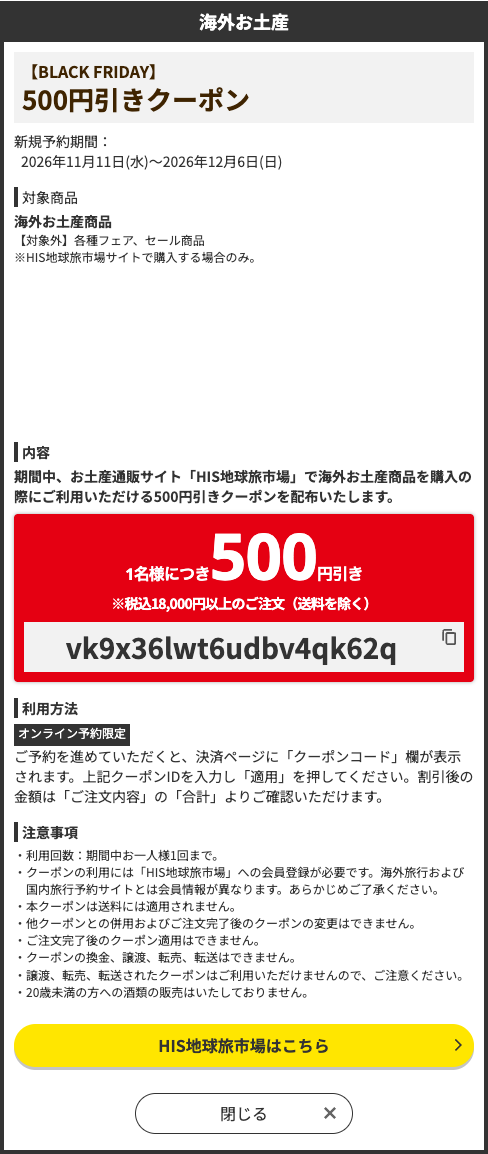 海外お土産
【BLACK FRIDAY】
500円引きクーポン
新規予約期間：
2026年11月11日(水)～2026年12月6日(日)
対象商品
海外お土産商品
【対象外】各種フェア、セール商品
※HIS地球旅市場サイトで購入する場合のみ。
内容
期間中、お土産通販サイト「HIS地球旅市場」で海外お土産商品を購入の
際にご利用いただける500円引きクーポンを配布いたします。
1名様につき500円引き
※税込18,000円以上のご注文（送料を除く）
vk9x36lwt6udbv4qk62q
利用方法
オンライン予約限定
ご予約を進めていただくと、決済ページに「クーポンコード」欄が表示
されます。上記クーポンIDを入力し「適用」を押してください。割引後の
金額は「ご注文内容」の「合計」よりご確認いただけます。
注意事項
・利用回数：期間中お一人様1回まで。
・クーポンの利用には「HIS地球旅市場」への会員登録が必要です。海外旅行および
国内旅行予約サイトとは会員情報が異なります。あらかじめご了承ください。
・本クーポンは送料には適用されません。
・他クーポンとの併用およびご注文完了後のクーポンの変更はできません。
・ご注文完了後のクーポン適用はできません。
・クーポンの換金、譲渡、転売、転送はできません。
・譲渡、転売、転送されたクーポンはご利用いただけませんので、ご注意ください。
・20歳未満の方への酒類の販売はいたしておりません。
HIS地球旅市場はこちら
閉じる ×